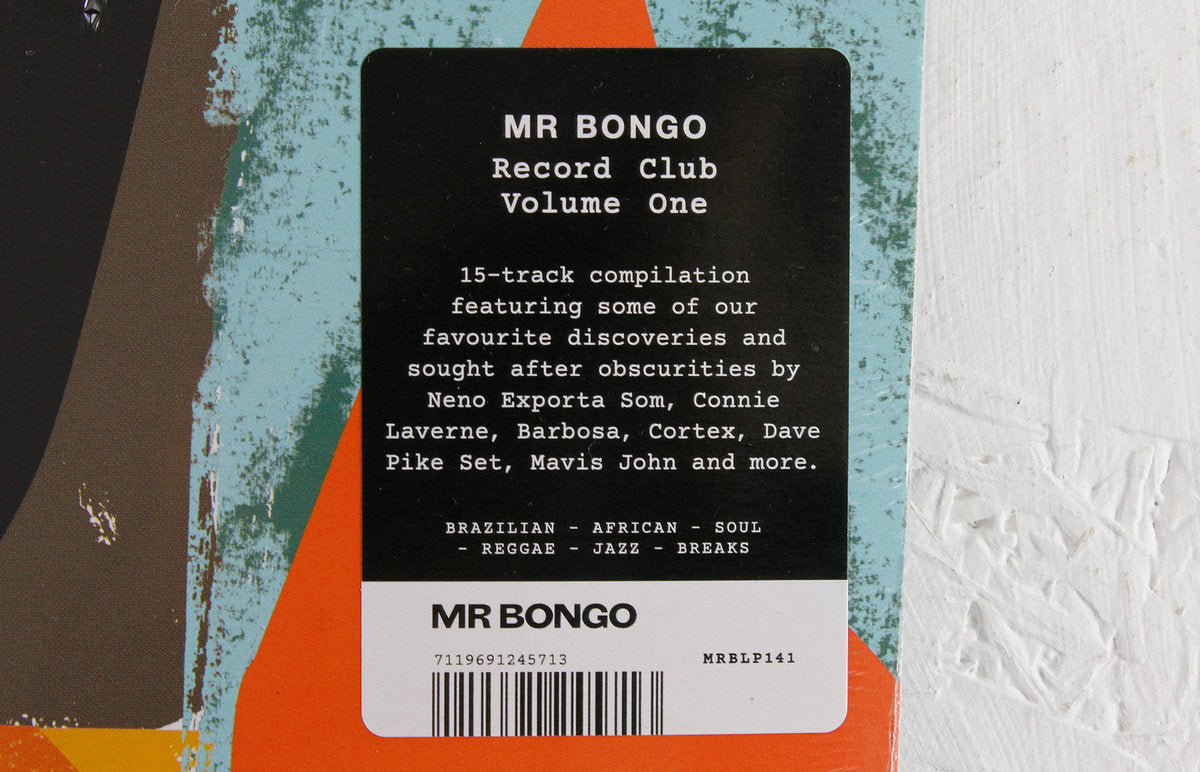 MR BONGO
Record Club
Volume One
15-track compilation
featuring some of our
favourite discoveries and
sought after obscurities by
Neno Exporta Som, Connie
Laverne, Barbosa, Cortex, Dave
Pike Set, Mavis John and more.
BRAZILIAN - AFRICAN - SOUL
- REGGAE - JAZZ - BREAKS
MR BONGO
7119691245713
MRBLP141